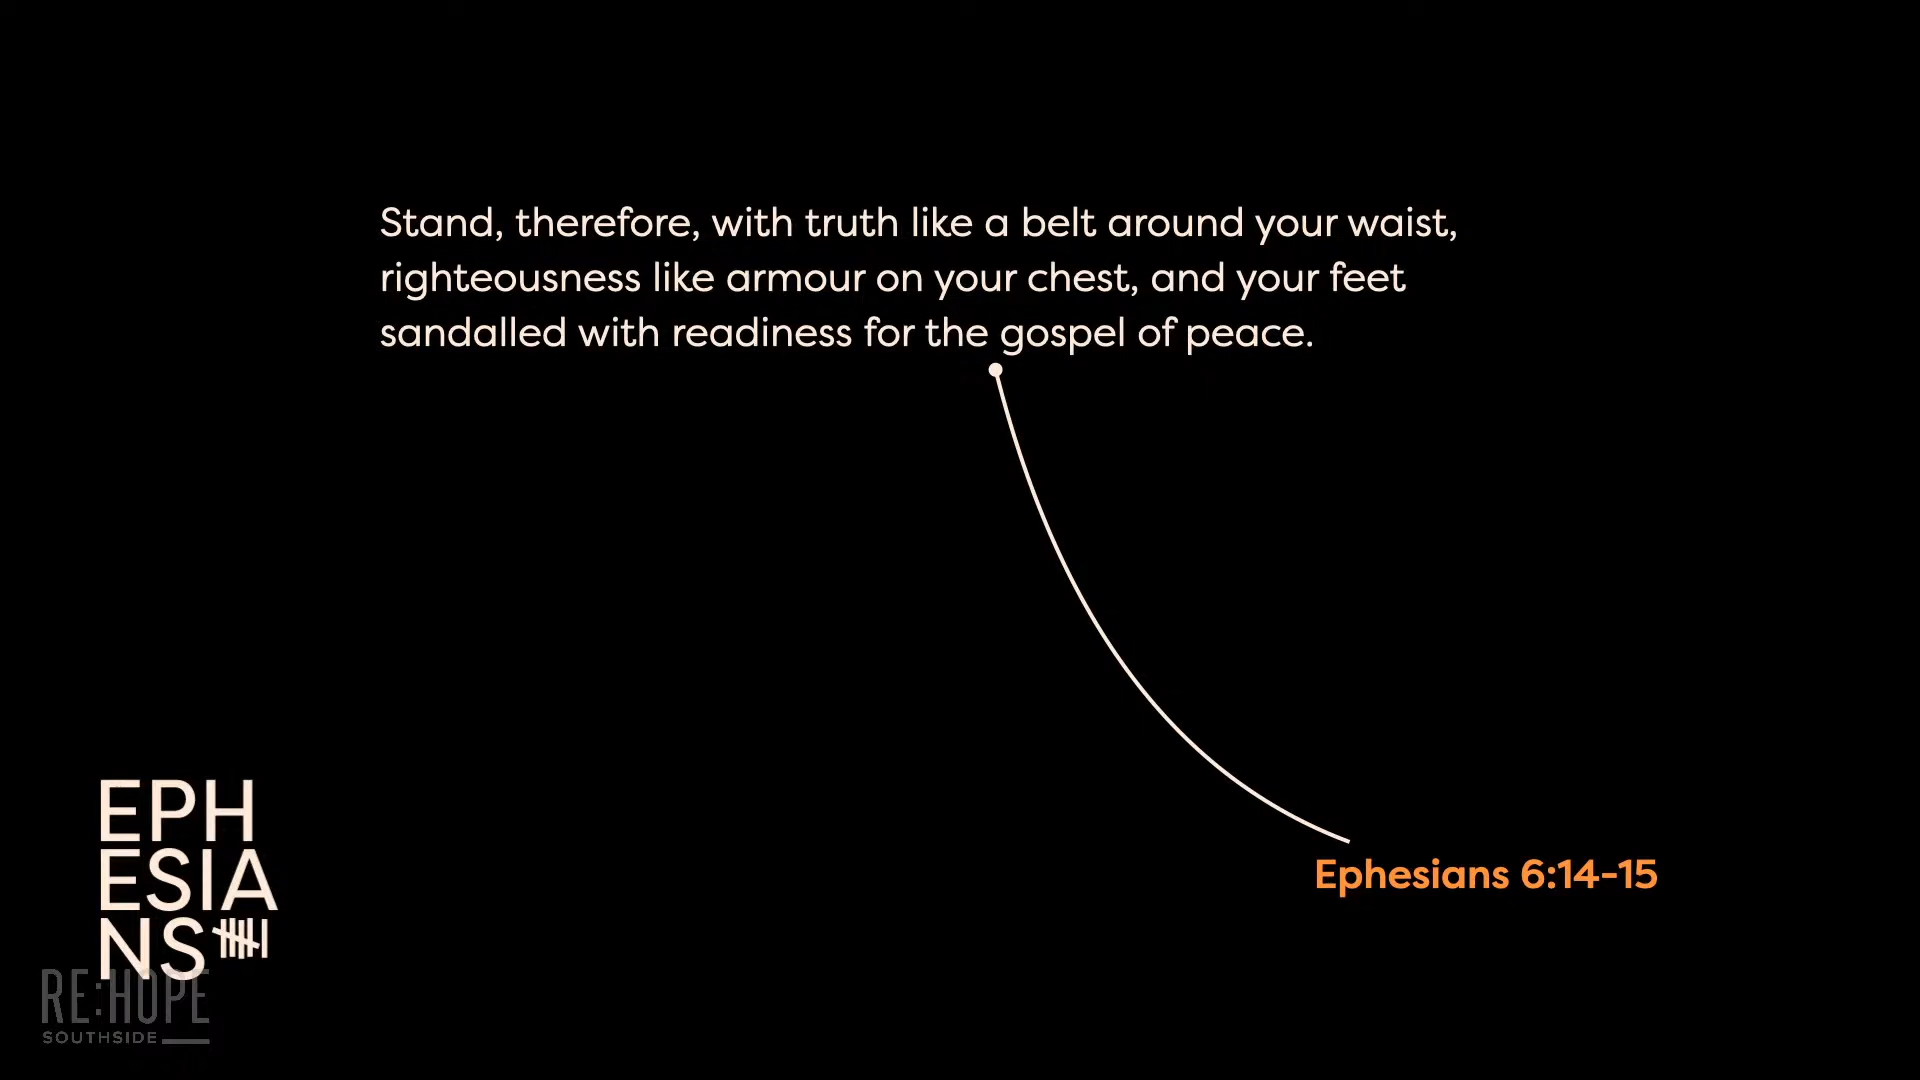 Stand, therefore, with truth like a belt around your waist,
righteousness like armour on your chest, and your feet
sandalled with readiness for the gospel of peace.
Ephesians 6:14-15
EPH
ESIA
NS
RE:HOPE
SOUTHSIDE